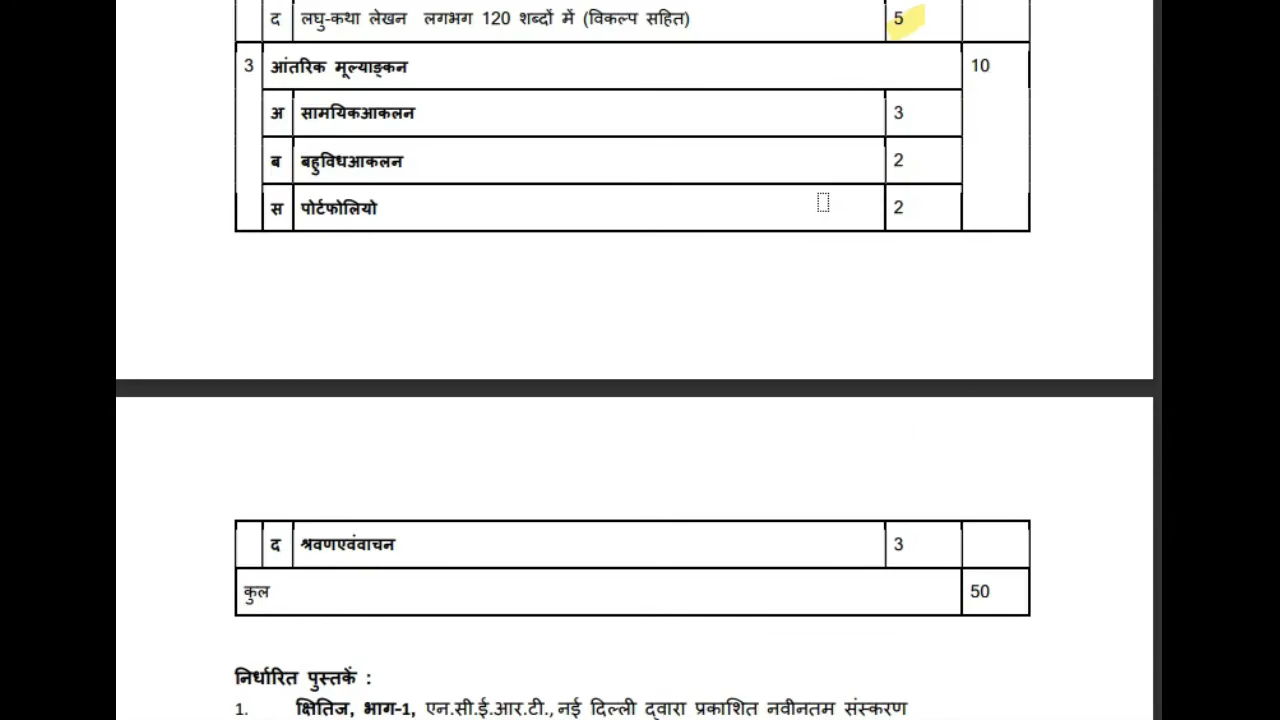 द लघु-कथा लेखन लगभग 120 शब्दों में (विकल्प सहित) 5
3 आंतरिक मूल्याङ्कन 10
अ सामयिकआकलन 3
ब बहुविधआकलन 2
स पोर्टफोलियो 2
द श्रवणएवंवाचन 3
कुल 50
निर्धारित पुस्तकें :
1. क्षितिज, भाग-1, एन.सी.ई.आर.टी., नई दिल्ली द्वारा प्रकाशित नवीनतम संस्करण